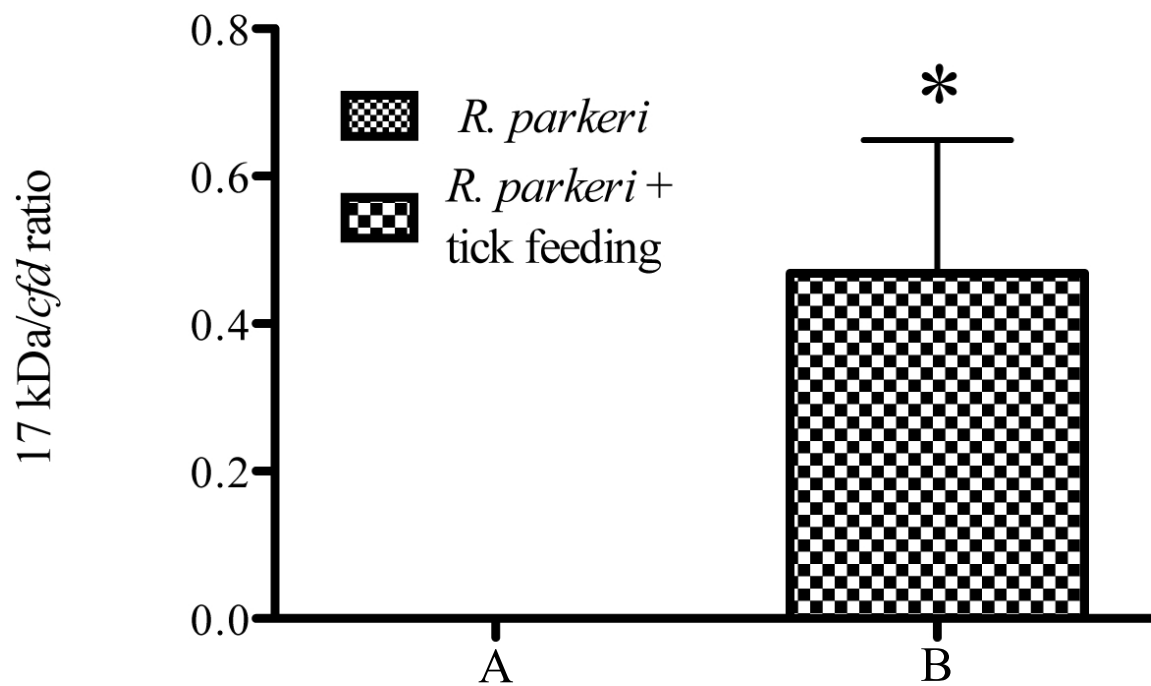 0.8
0.6
0.4
0.2
0.0
17 kDa/cfd ratio
R. parkeri
R. parkeri +
tick feeding
*
A
B